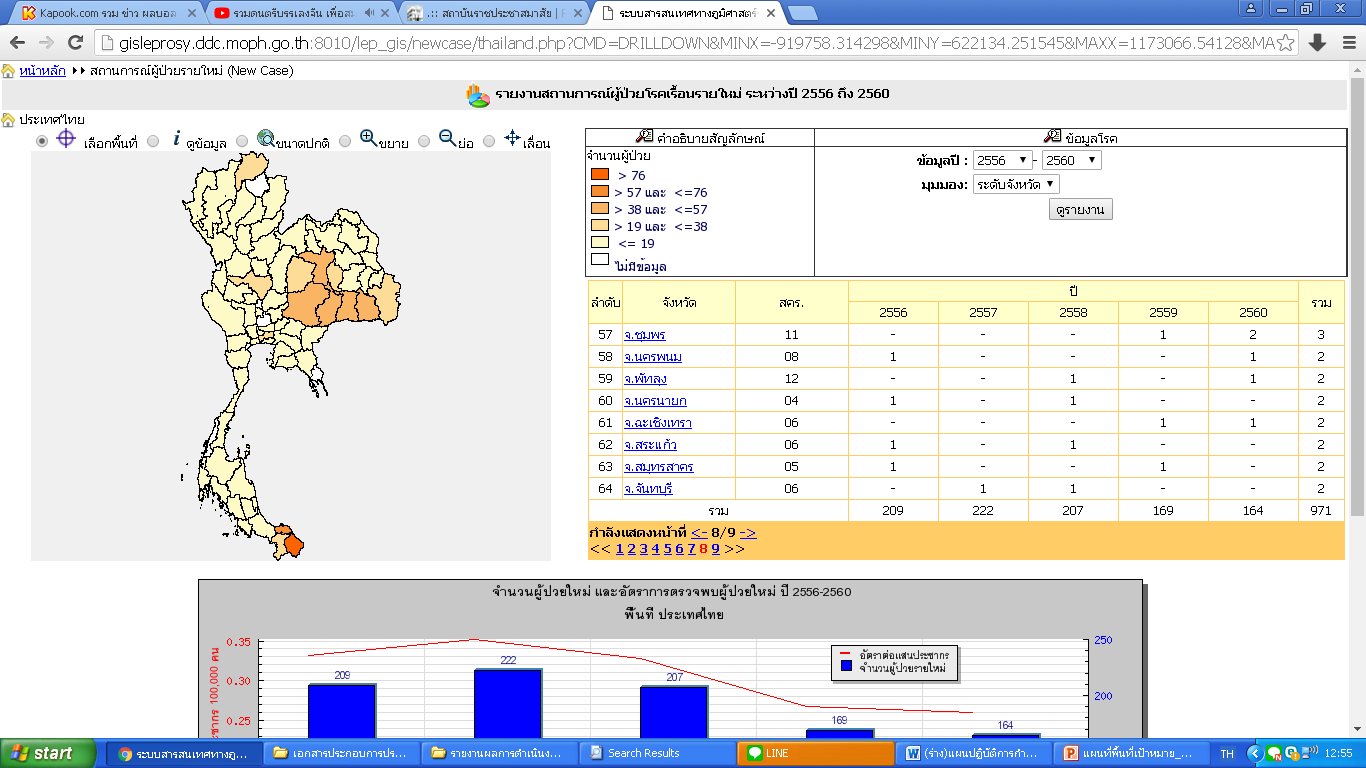 Kapook.com รวม ข่าว ผลบอล
รวมดนตรีบรรเลงจีน เพื่อส
.:: สถาบันราชประชาสมาสัย | R
ระบบสารสนเทศทางภูมิศาสตร์
gisleprosy.ddc.moph.go.th:8010/lep_gis/newcase/thailand.php?CMD=DRILLDOWN&MINX=-919758.314298&MINY=622134.251545&MAXX=1173066.54128&MA
หน้าหลัก สถานการณ์ผู้ป่วยรายใหม่ (New Case)
รายงานสถานการณ์ผู้ป่วยโรคเรื้อนรายใหม่ ระหว่างปี 2556 ถึง 2560
ประเทศไทย
เลือกพื้นที่ ดูข้อมูล ขนาดปกติ ขยาย ย่อ เลื่อน
คำอธิบายสัญลักษณ์
จำนวนผู้ป่วย
> 76
> 57 และ <=76
> 38 และ <=57
> 19 และ <=38
<= 19
ไม่มีข้อมูล
ข้อมูลโรค
ข้อมูลปี : 2556 - 2560
มุมมอง: ระดับจังหวัด
ดูรายงาน
ลำดับ จังหวัด สคร. ปี รวม
2556 2557 2558 2559 2560
57 จ.ชุมพร 11 - - - 1 2 3
58 จ.นครพนม 08 1 - - - 1 2
59 จ.พัทลุง 12 - - 1 - 1 2
60 จ.นครนายก 04 1 - 1 - - 2
61 จ.ฉะเชิงเทรา 06 - - - 1 1 2
62 จ.สระแก้ว 06 1 - 1 - - 2
63 จ.สมุทรสาคร 05 1 - - 1 - 2
64 จ.จันทบุรี 06 - 1 1 - - 2
รวม 209 222 207 169 164 971
กำลังแสดงหน้าที่ <- 8/9 ->
<< 1 2 3 4 5 6 7 8 9 >>
จำนวนผู้ป่วยใหม่ และอัตราการตรวจพบผู้ป่วยใหม่ ปี 2556-2560
พื้นที่ ประเทศไทย
0.35
0.30
0.25
250
200
อัตราต่อแสนประชากร
จำนวนผู้ป่วยรายใหม่
209
222
207
169
164
ชากร 100,000 คน
start
ระบบสารสนเทศทางภู...
เอกสารประกอบการปร...
รายงานผลการดำเนินง...
Search Results
LINE
(ร่าง)แผนปฏิบัติการกำ...
แผนที่พื้นที่เป้าหมาย_...
TH
12:55